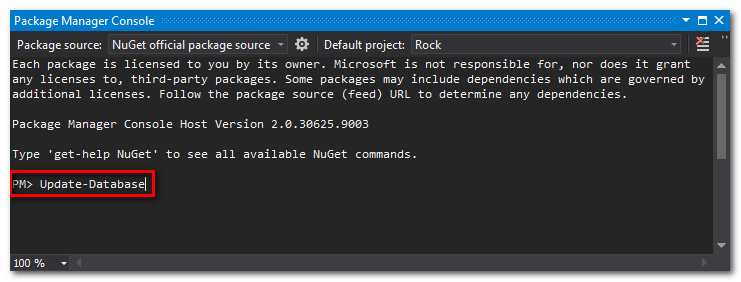 Package Manager Console
Package source: NuGet official package source Default project: Rock
Each package is licensed to you by its owner. Microsoft is not responsible for, nor does it grant
any licenses to, third-party packages. Some packages may include dependencies which are governed by
additional licenses. Follow the package source (feed) URL to determine any dependencies.
Package Manager Console Host Version 2.0.30625.9003
Type 'get-help NuGet' to see all available NuGet commands.
PM> Update-Database
100 %